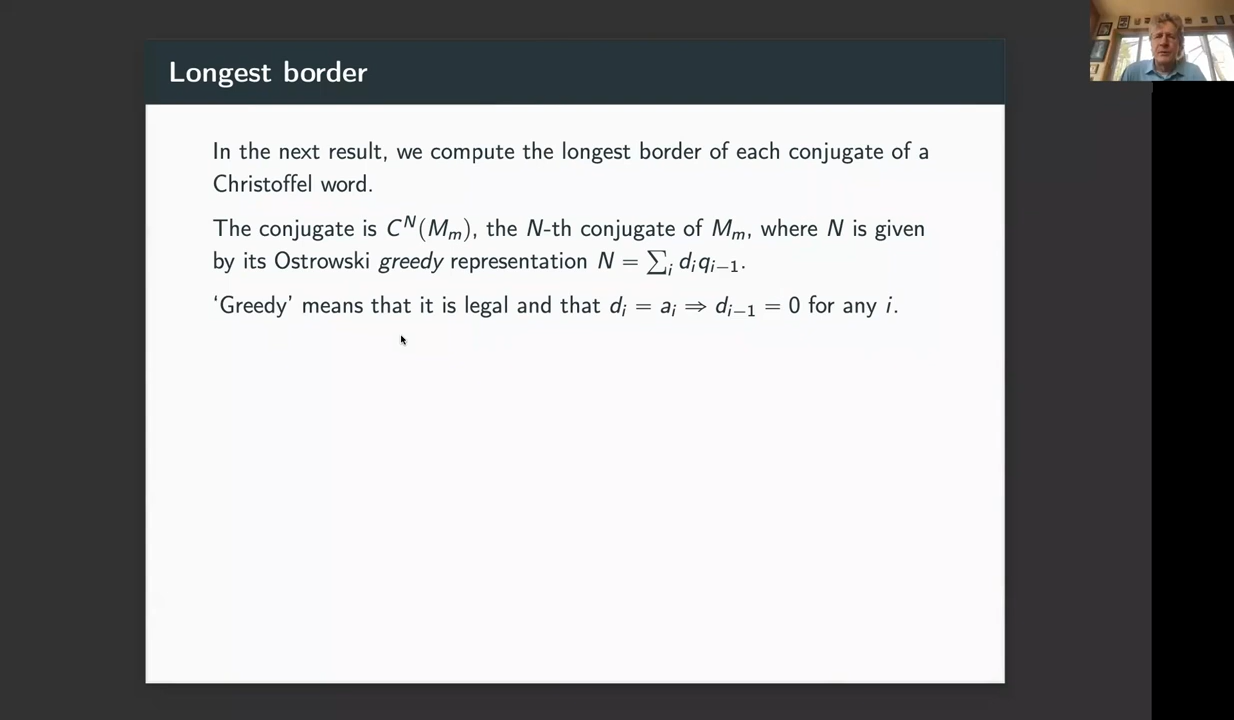 Longest border
In the next result, we compute the longest border of each conjugate of a
Christoffel word.
The conjugate is $C^N(M_m)$, the $N$-th conjugate of $M_m$, where $N$ is given
by its Ostrowski greedy representation $N = \sum_i d_i q_{i-1}$.
‘Greedy’ means that it is legal and that $d_i = a_i \Rightarrow d_{i-1} = 0$ for any $i$.